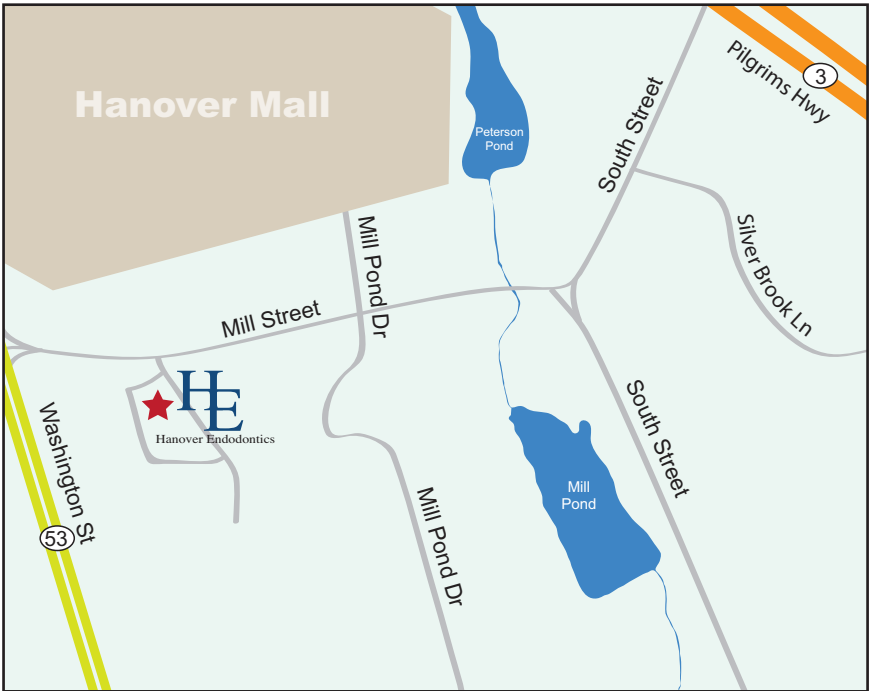 Hanover Mall
Peterson
Pond
South Street
Pilgrims Hwy
3
Silver Brook Ln
Mill Pond Dr
Mill Street
HE
Hanover Endodontics
Washington St
53
Mill Pond Dr
Mill
Pond
South Street